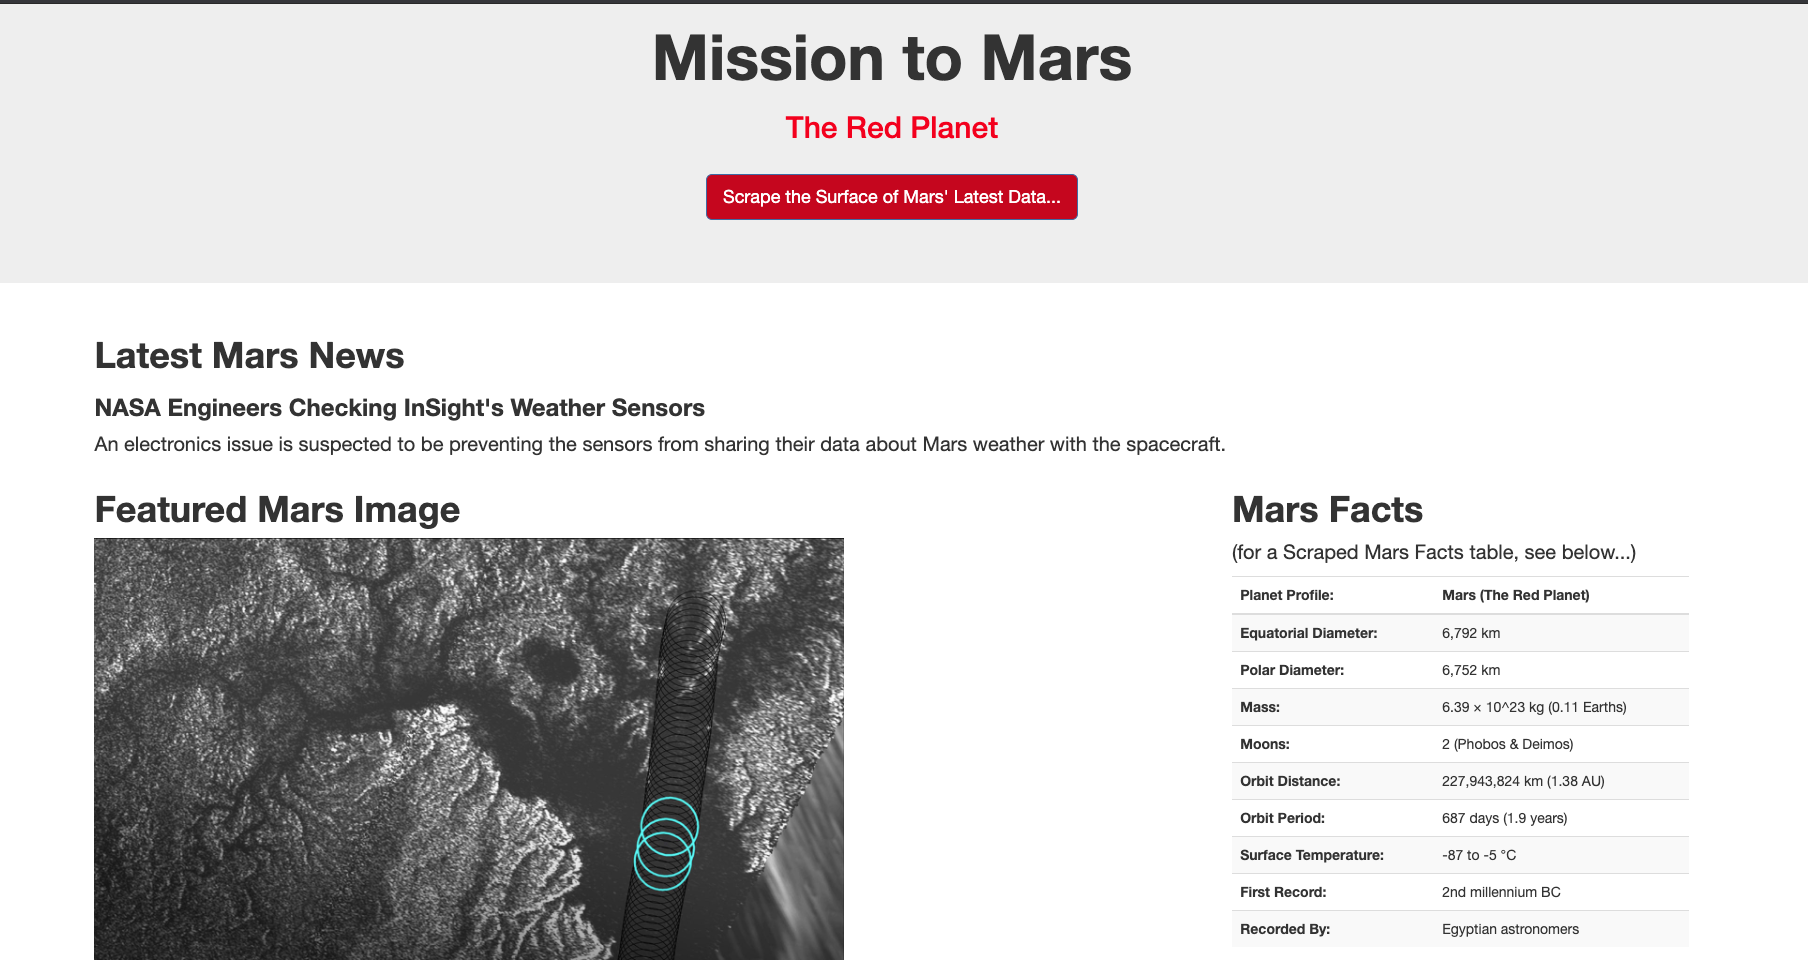 Mission to Mars
The Red Planet
Scrape the Surface of Mars' Latest Data...
Latest Mars News
NASA Engineers Checking InSight's Weather Sensors
An electronics issue is suspected to be preventing the sensors from sharing their data about Mars weather with the spacecraft.
Featured Mars Image
Mars Facts
(for a Scraped Mars Facts table, see below...)
Planet Profile: Mars (The Red Planet)
Equatorial Diameter: 6,792 km
Polar Diameter: 6,752 km
Mass: 6.39 × 10^23 kg (0.11 Earths)
Moons: 2 (Phobos & Deimos)
Orbit Distance: 227,943,824 km (1.38 AU)
Orbit Period: 687 days (1.9 years)
Surface Temperature: -87 to -5 °C
First Record: 2nd millennium BC
Recorded By: Egyptian astronomers